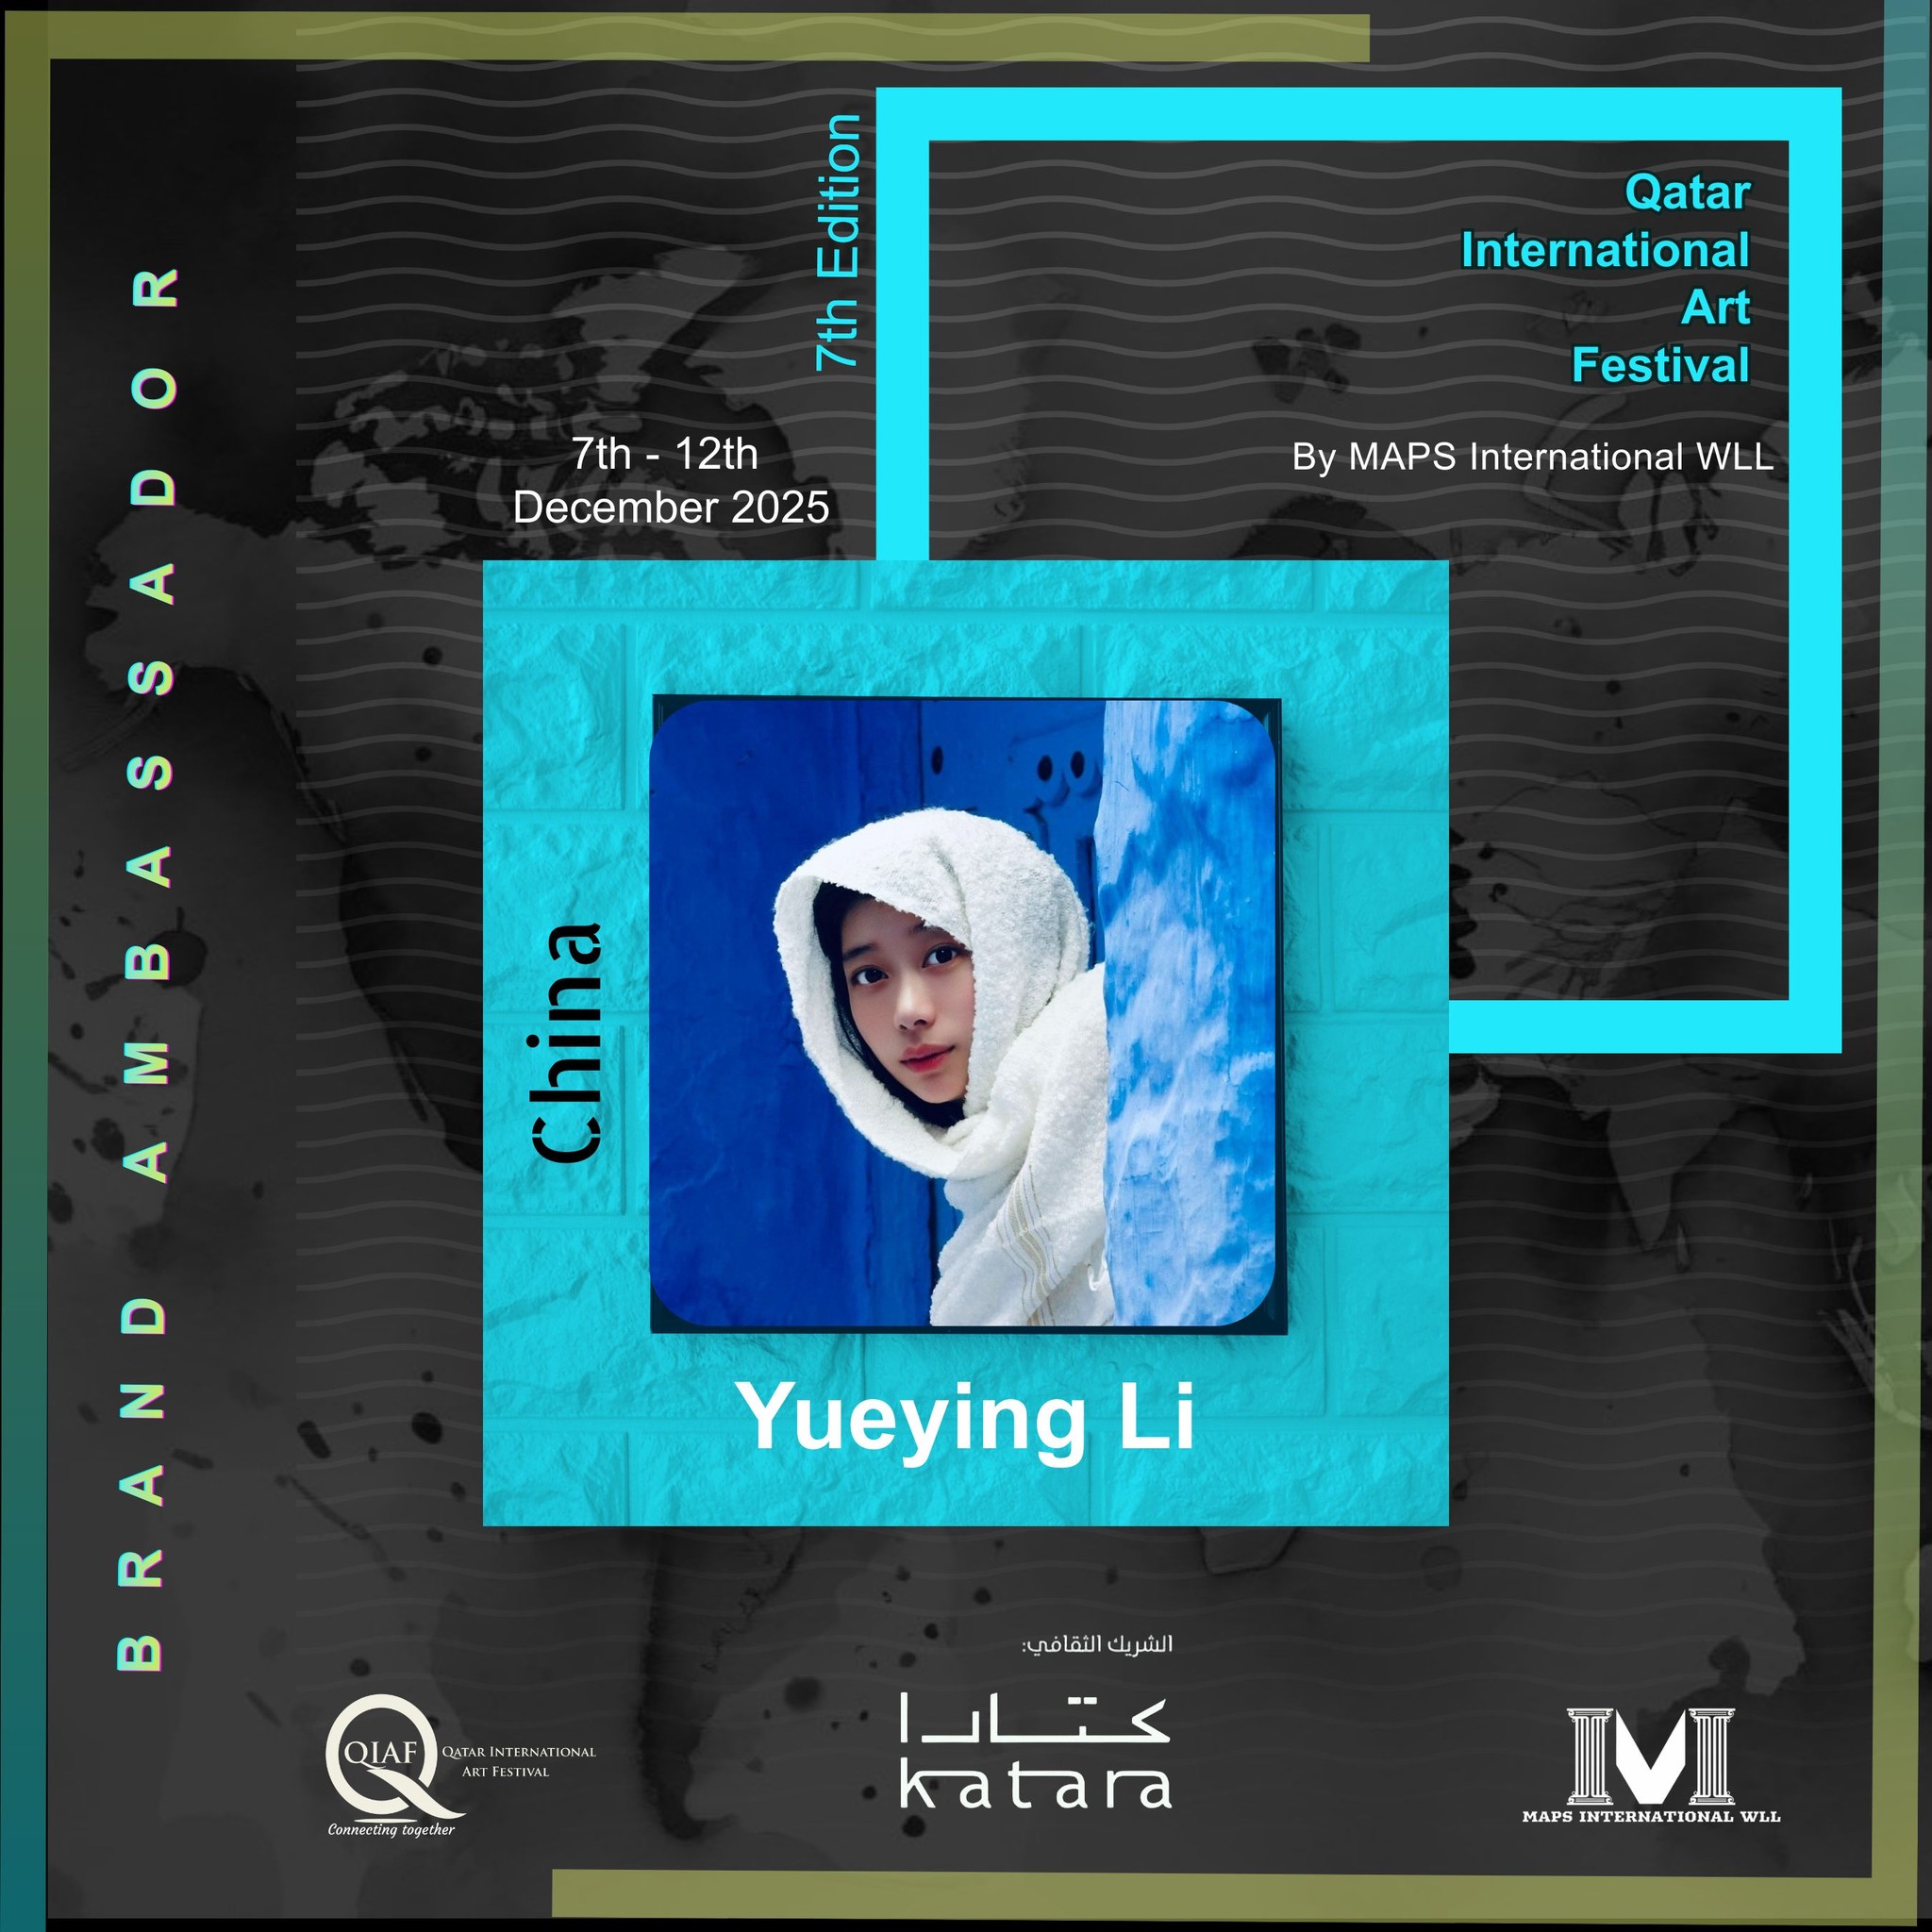 7th Edition
Qatar
International
Art
Festival
By MAPS International WLL
7th - 12th
December 2025
BRAND AMBASSADOR
China
Yueying Li
الشريك الثقافي:
كتارا
katara
QIAF
QATAR INTERNATIONAL
ART FESTIVAL
Connecting together
M
MAPS INTERNATIONAL WLL